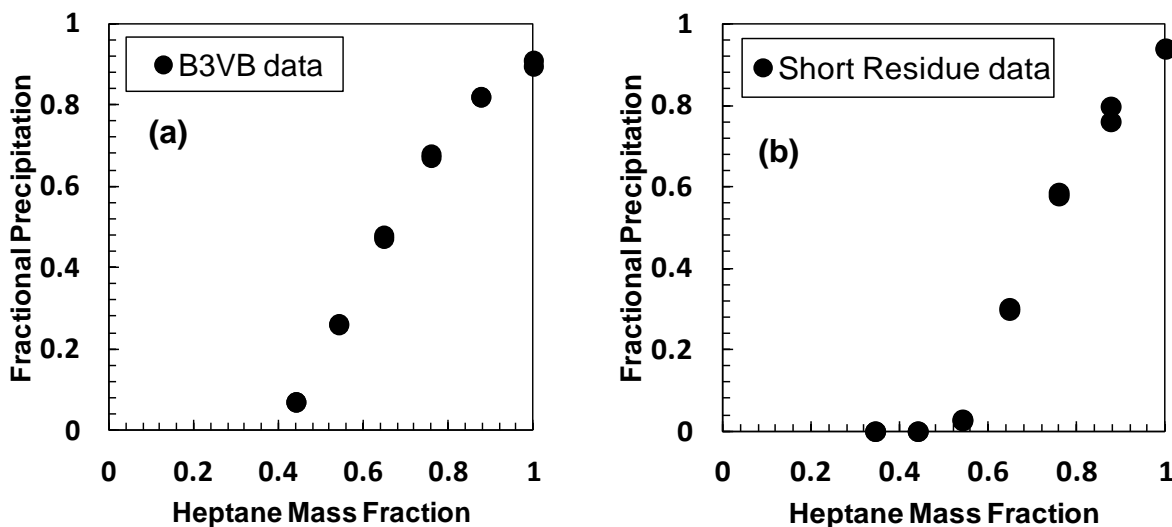 Fractional Precipitation
1
0.8
0.6
0.4
0.2
0
B3VB data
(a)
0 0.2 0.4 0.6 0.8 1
Heptane Mass Fraction
Fractional Precipitation
1
0.8
0.6
0.4
0.2
0
Short Residue data
(b)
0 0.2 0.4 0.6 0.8 1
Heptane Mass Fraction